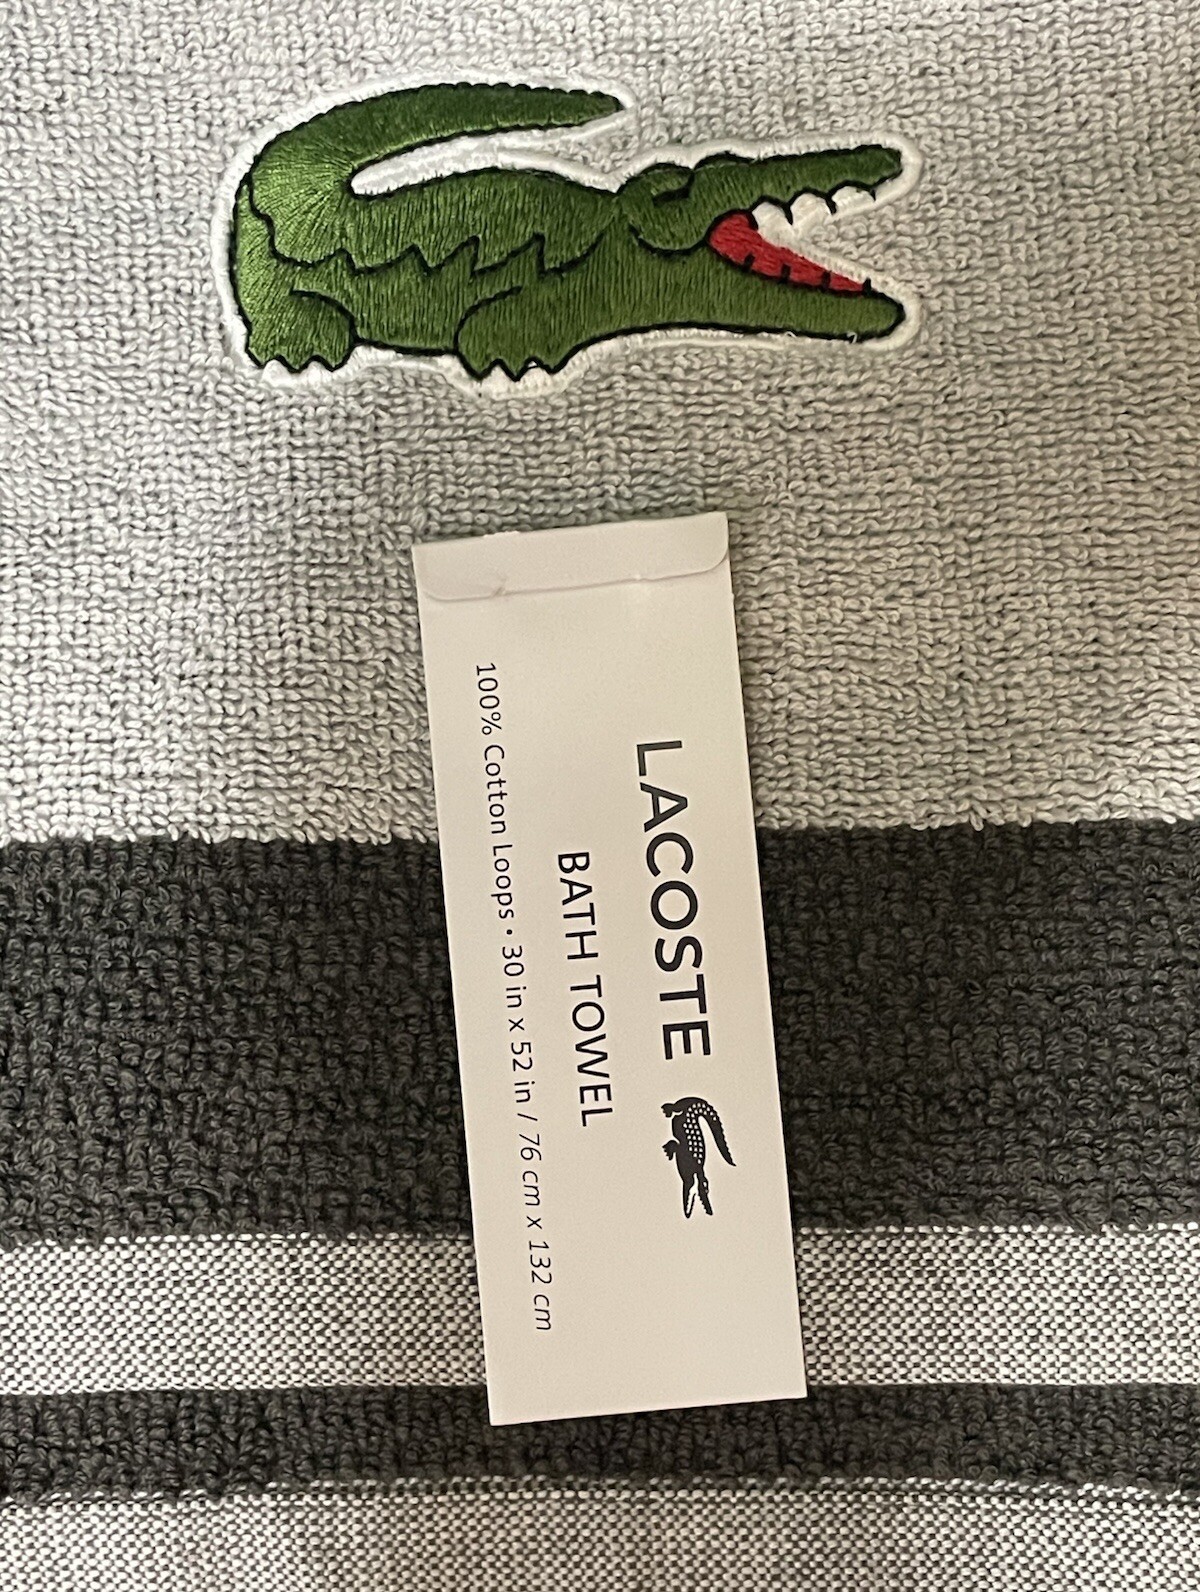 LACOSTE
BATH TOWEL
100% Cotton Loops • 30 in x 52 in / 76 cm x 132 cm